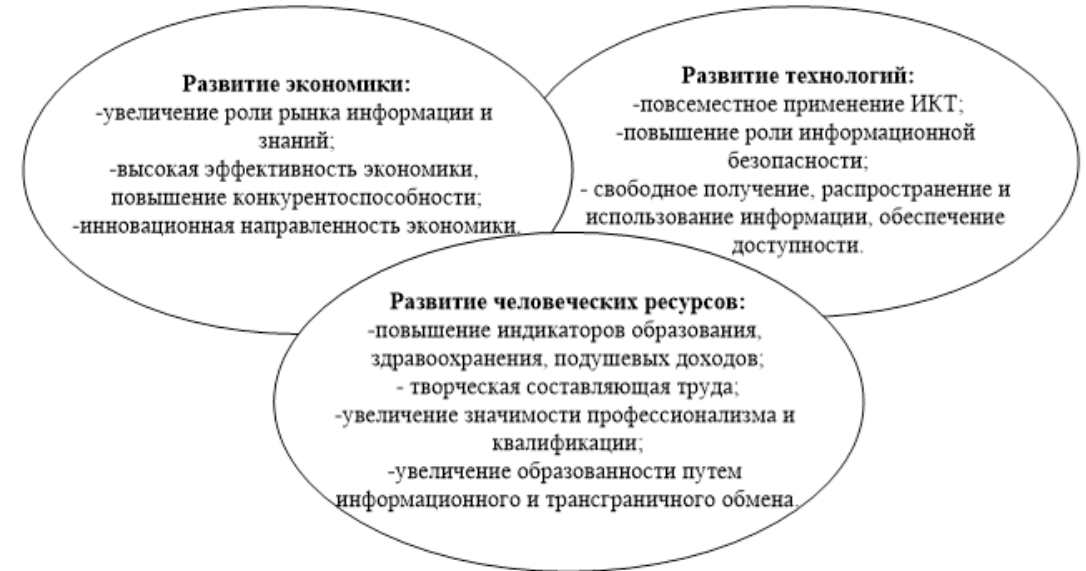 Развитие экономики:
-увеличение роли рынка информации и
знаний;
-высокая эффективность экономики,
повышение конкурентоспособности;
-инновационная направленность экономики.
Развитие технологий:
-повсеместное применение ИКТ;
-повышение роли информационной
безопасности;
- свободное получение, распространение и
использование информации, обеспечение
доступности.
Развитие человеческих ресурсов:
-повышение индикаторов образования,
здравоохранения, подушевых доходов;
- творческая составляющая труда;
-увеличение значимости профессионализма и
квалификации;
-увеличение образованности путем
информационного и трансграничного обмена.